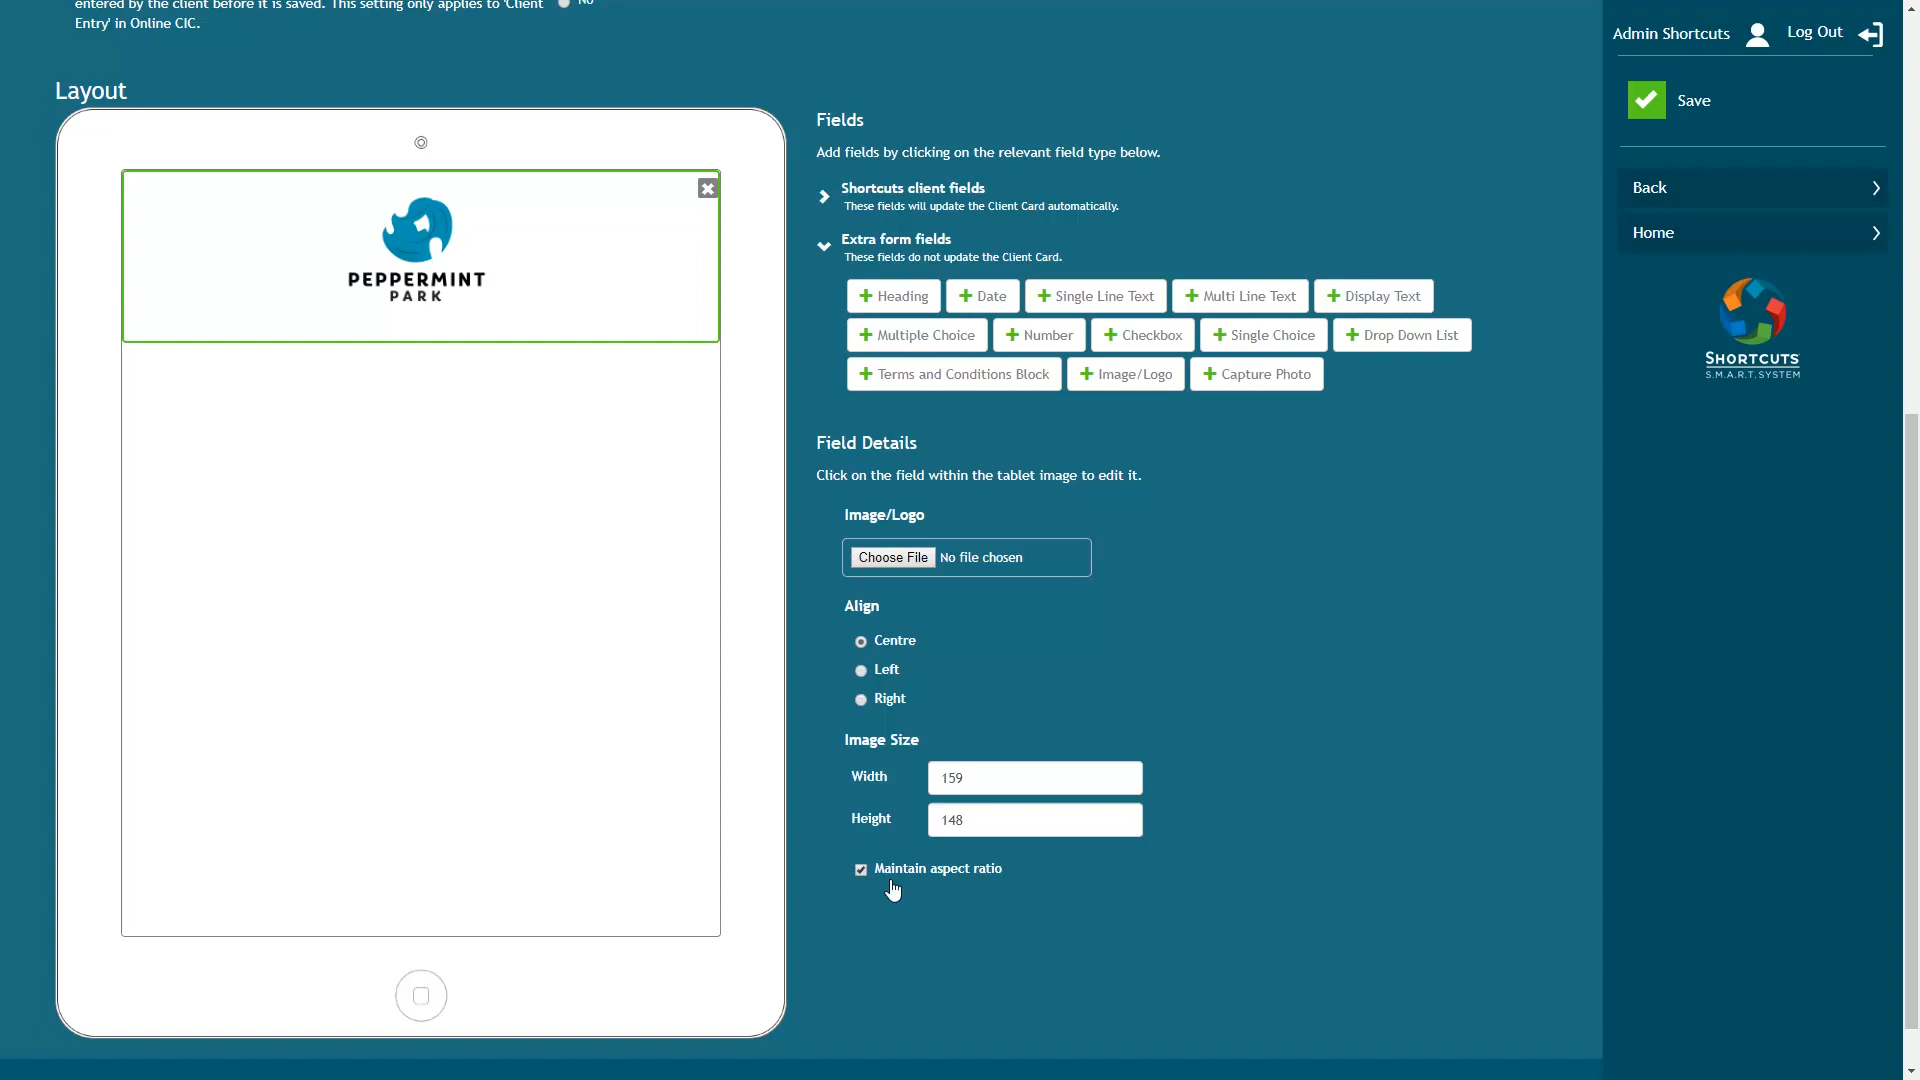 entered by the client before it is saved. This setting only applies to 'Client
Entry' in Online CIC.
No
Admin Shortcuts
Log Out
Save
Back
Home
SHORTCUTS
S.M.A.R.T. SYSTEM
Layout
PEPPERMINT
PARK
Fields
Add fields by clicking on the relevant field type below.
Shortcuts client fields
These fields will update the Client Card automatically.
Extra form fields
These fields do not update the Client Card.
Heading Date Single Line Text Multi Line Text Display Text
Multiple Choice Number Checkbox Single Choice Drop Down List
Terms and Conditions Block Image/Logo Capture Photo
Field Details
Click on the field within the tablet image to edit it.
Image/Logo
Choose File No file chosen
Align
Centre
Left
Right
Image Size
Width 159
Height 148
Maintain aspect ratio